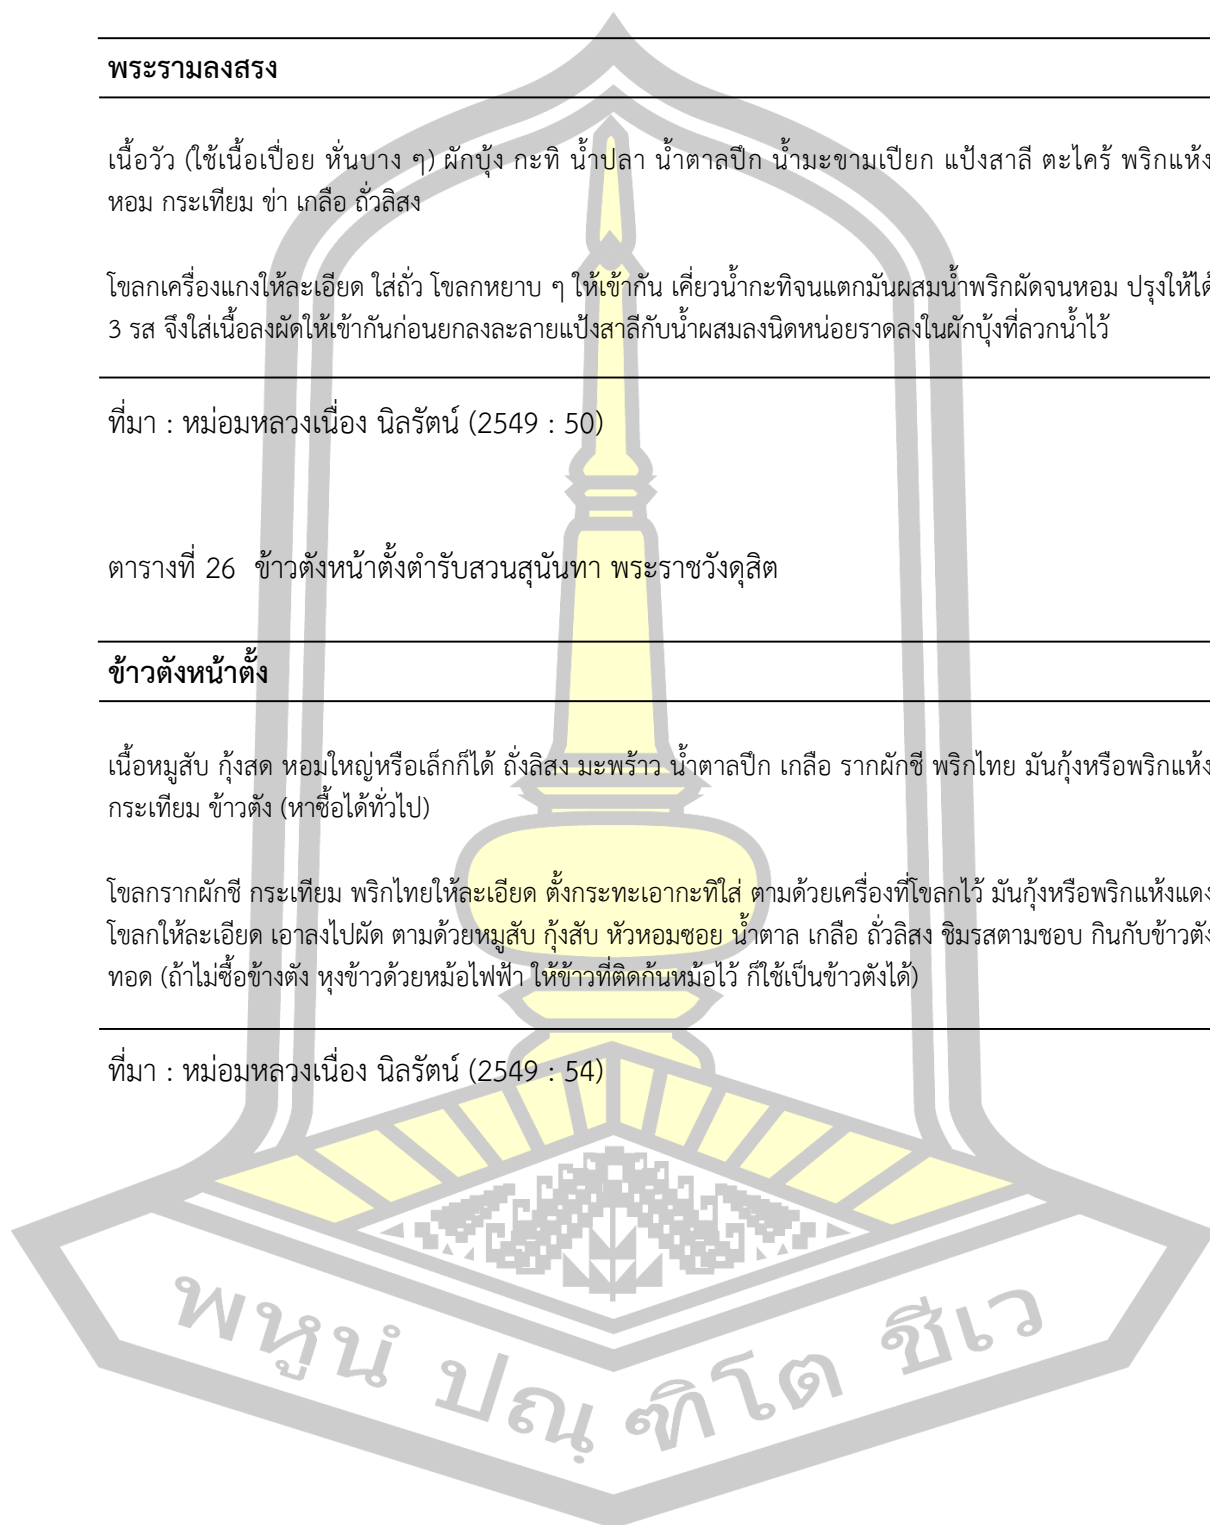 พระรามลงสรง
เนื้อวัว (ใช้เนื้อเปื่อย หั่นบาง ๆ) ผักบุ้ง กะทิ น้ำปลา น้ำตาลปึก น้ำมะขามเปียก แป้งสาลี ตะไคร้ พริกแห้ง
หอม กระเทียม ข่า เกลือ ถั่วลิสง
โขลกเครื่องแกงให้ละเอียด ใส่ถั่ว โขลกหยาบ ๆ ให้เข้ากัน เคี่ยวน้ำกะทิจนแตกมันผสมน้ำพริกผัดจนหอม ปรุงให้ได้
3 รส จึงใส่เนื้อลงผัดให้เข้ากันก่อนยกลงละลายแป้งสาลีกับน้ำผสมลงนิดหน่อยราดลงในผักบุ้งที่ลวกน้ำไว้
ที่มา : หม่อมหลวงเนื่อง นิลรัตน์ (2549 : 50)
ตารางที่ 26 ข้าวตังหน้าตั้งตำรับสวนสุนันทา พระราชวังดุสิต
ข้าวตังหน้าตั้ง
เนื้อหมูสับ กุ้งสด หอมใหญ่หรือเล็กก็ได้ ถั่งลิสง มะพร้าว น้ำตาลปึก เกลือ รากผักชี พริกไทย มันกุ้งหรือพริกแห้ง
กระเทียม ข้าวตัง (หาซื้อได้ทั่วไป)
โขลกรากผักชี กระเทียม พริกไทยให้ละเอียด ตั้งกระทะเอากะทิใส่ ตามด้วยเครื่องที่โขลกไว้ มันกุ้งหรือพริกแห้งแดง
โขลกให้ละเอียด เอาลงไปผัด ตามด้วยหมูสับ กุ้งสับ หัวหอมซอย น้ำตาล เกลือ ถั่วลิสง ชิมรสตามชอบ กินกับข้าวตัง
ทอด (ถ้าไม่ซื้อข้างตัง หุงข้าวด้วยหม้อไฟฟ้า ให้ข้าวที่ติดก้นหม้อไว้ ก็ใช้เป็นข้าวตังได้)
ที่มา : หม่อมหลวงเนื่อง นิลรัตน์ (2549 : 54)
พหูนํ ปณฺฑิโต ชีเว